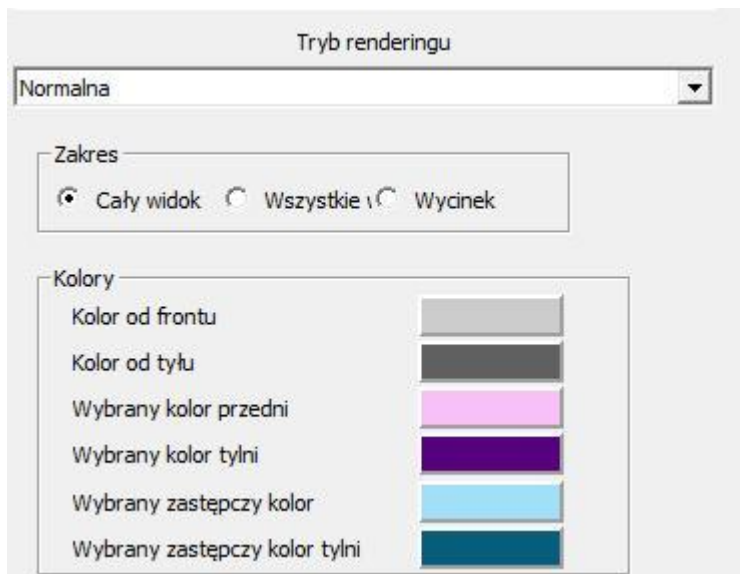 Tryb renderingu
Normalna
Zakres
Cały widok Wszystkie Wycinek
Kolory
Kolor od frontu
Kolor od tyłu
Wybrany kolor przedni
Wybrany kolor tylni
Wybrany zastępczy kolor
Wybrany zastępczy kolor tylni